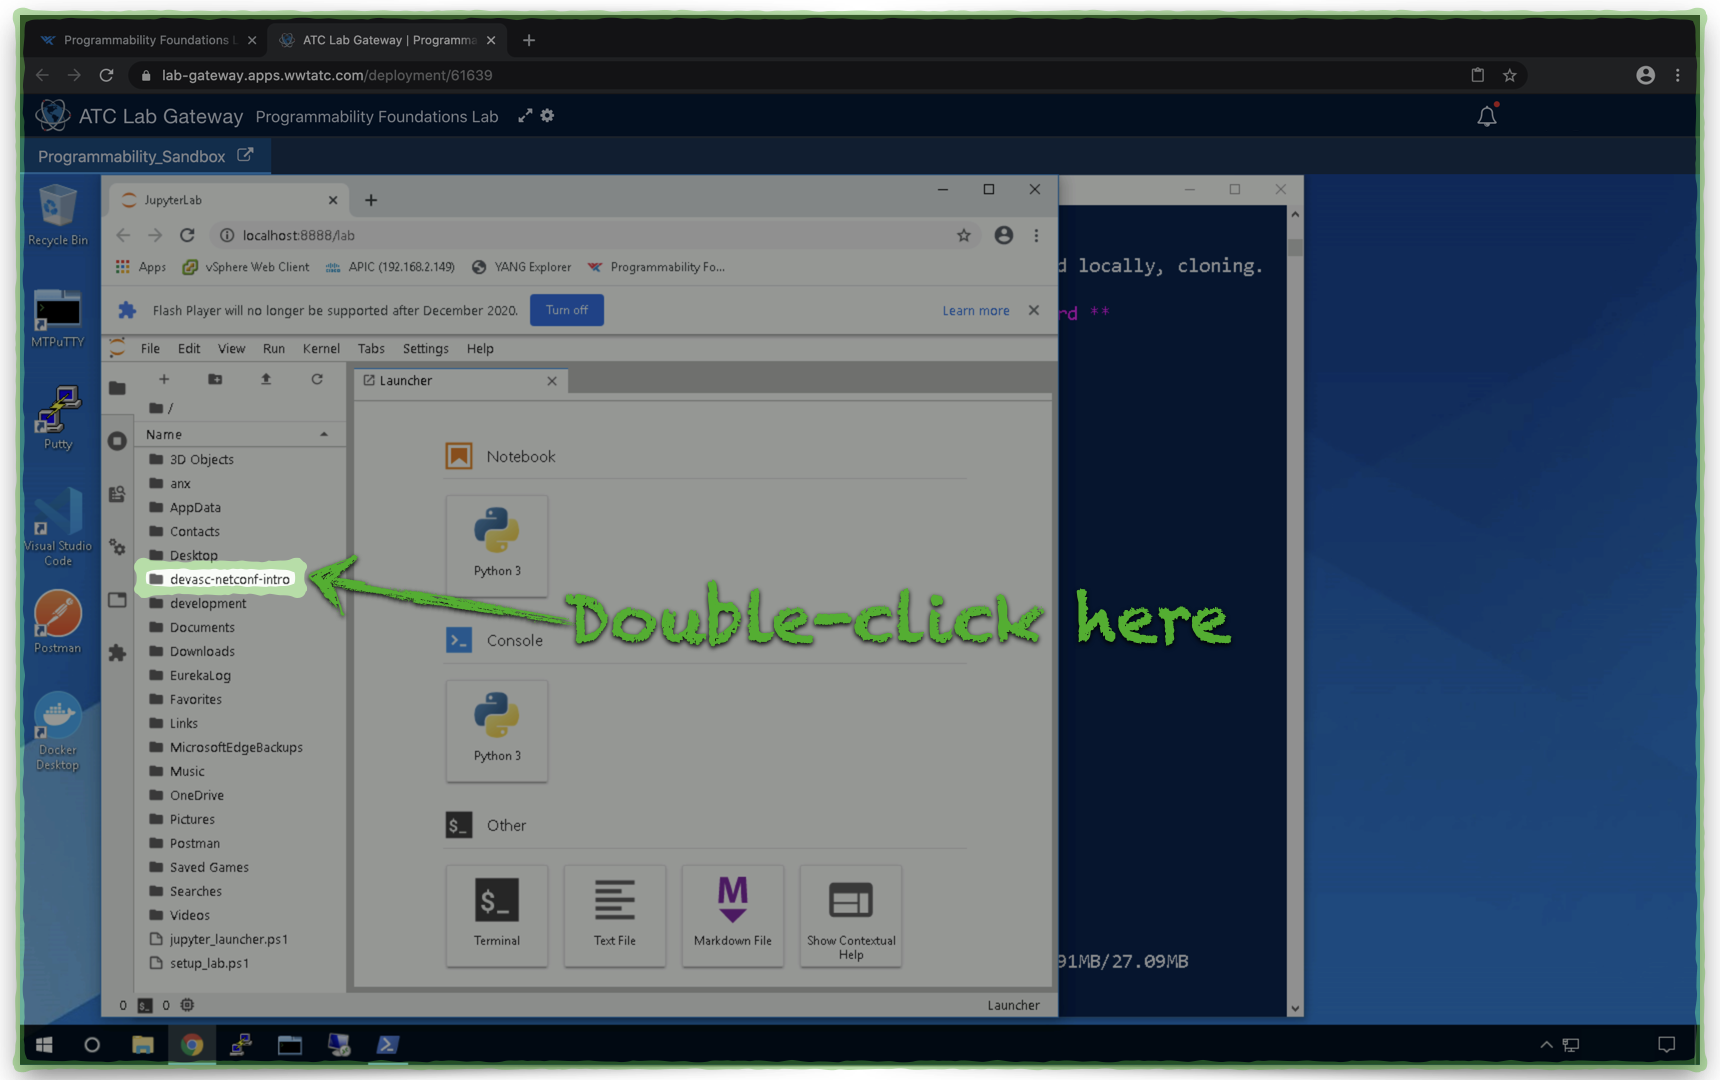 Programmability Foundations L
ATC Lab Gateway | Programma
lab-gateway.apps.wwtatc.com/deployment/61639
ATC Lab Gateway Programmability Foundations Lab
Programmability_Sandbox
Recycle Bin
MTPuTTY
Putty
Visual Studio
Code
Postman
Docker
Desktop
JupyterLab
localhost:8888/lab
Apps vSphere Web Client APIC (192.168.2.149) YANG Explorer Programmability Fo...
Flash Player will no longer be supported after December 2020. Turn off Learn more
File Edit View Run Kernel Tabs Settings Help
/
Name
3D Objects
anx
AppData
Contacts
Desktop
devasc-netconf-intro
development
Documents
Downloads
EurekaLog
Favorites
Links
MicrosoftEdgeBackups
Music
OneDrive
Pictures
Postman
Saved Games
Searches
Videos
jupyter_launcher.ps1
setup_lab.ps1
Launcher
Notebook
Python 3
Console
Python 3
Other
$_
Terminal
Text File
Markdown File
Show Contextual
Help
0 $_ 0
Launcher
d locally, cloning.
rd **
91MB/27.09MB
Double-click here